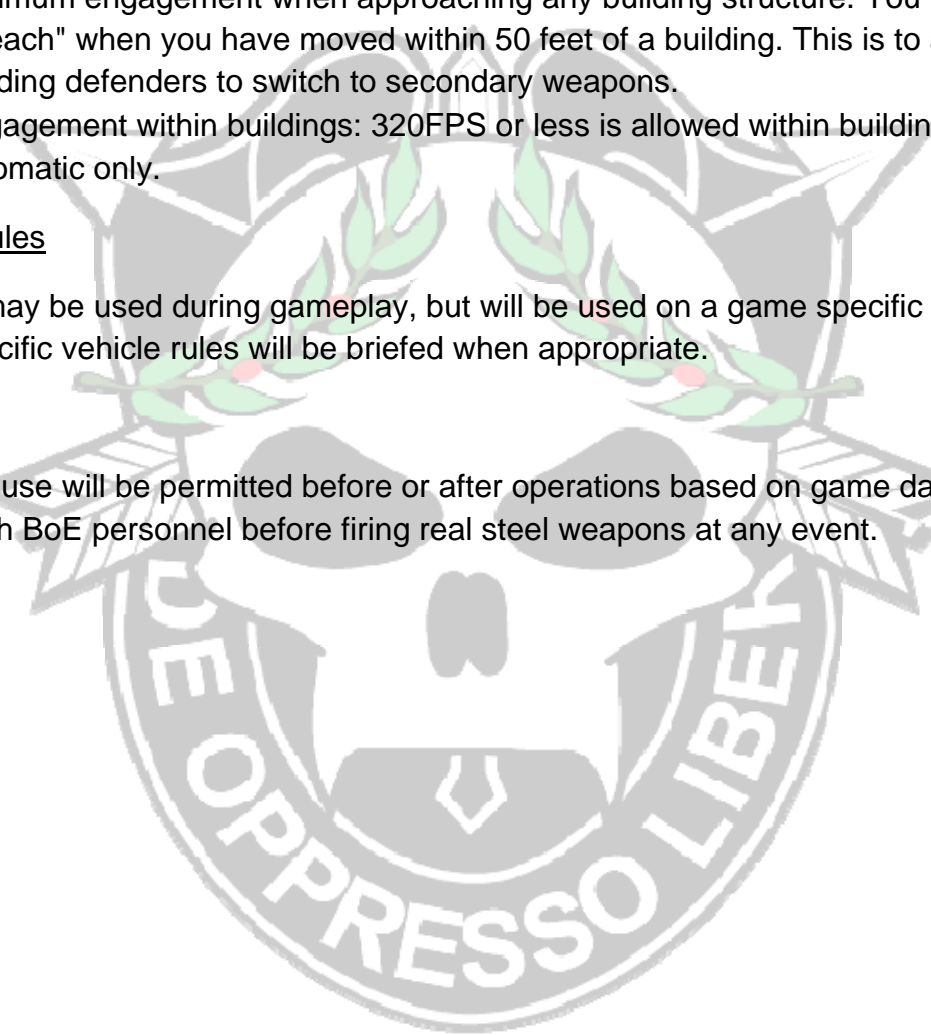 mum engagement when approaching any building structure. You
each" when you have moved within 50 feet of a building. This is to a
ding defenders to switch to secondary weapons.
gagement within buildings: 320FPS or less is allowed within buildin
omatic only.
ules
may be used during gameplay, but will be used on a game specific
cific vehicle rules will be briefed when appropriate.
use will be permitted before or after operations based on game da
h BoE personnel before firing real steel weapons at any event.
DE OPPRESSO LIBER